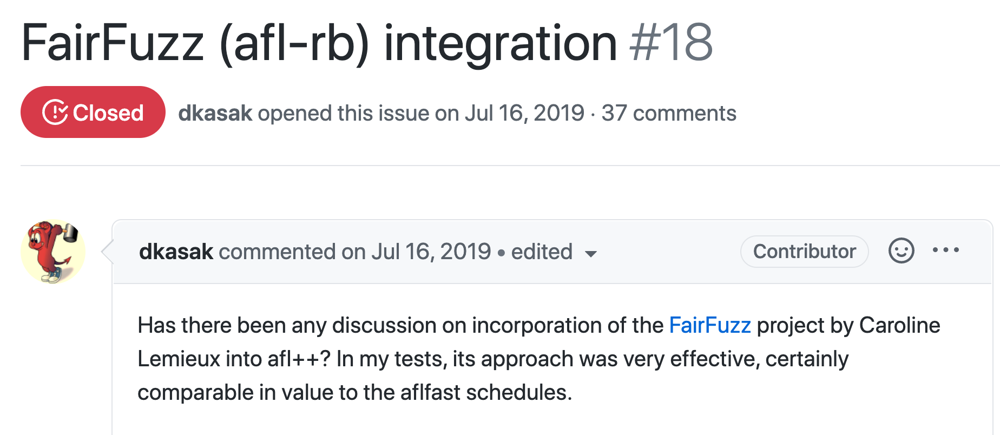 FairFuzz (afl-rb) integration #18
Closed dkasak opened this issue on Jul 16, 2019 · 37 comments
dkasak commented on Jul 16, 2019 • edited Contributor
Has there been any discussion on incorporation of the FairFuzz project by Caroline
Lemieux into afl++? In my tests, its approach was very effective, certainly
comparable in value to the aflfast schedules.